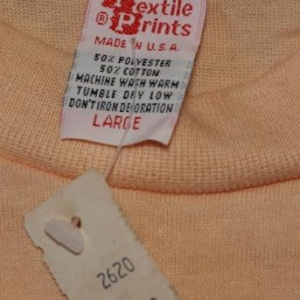 Textile
® Prints
MADE IN U.S.A.
50% POLYESTER
50% COTTON
MACHINE WASH WARM
TUMBLE DRY LOW
DON'T IRON DECORATION
LARGE
2620